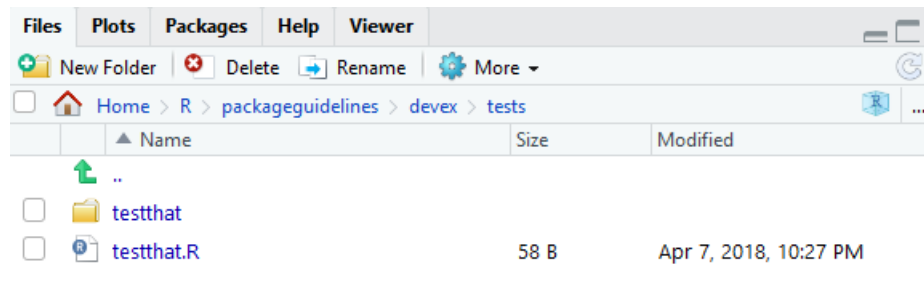 Files Plots Packages Help Viewer
New Folder Delete Rename More
Home > R > packageguidelines > devex > tests ...
Name Size Modified
..
testthat
testthat.R 58 B Apr 7, 2018, 10:27 PM